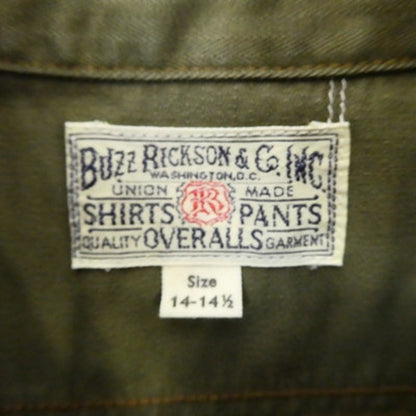 BUZZ RICKSON & CO. INC.
WASHINGTON, D.C.
UNION R MADE
SHIRTS PANTS
QUALITY OVERALLS GARMENT
Size
14-14½